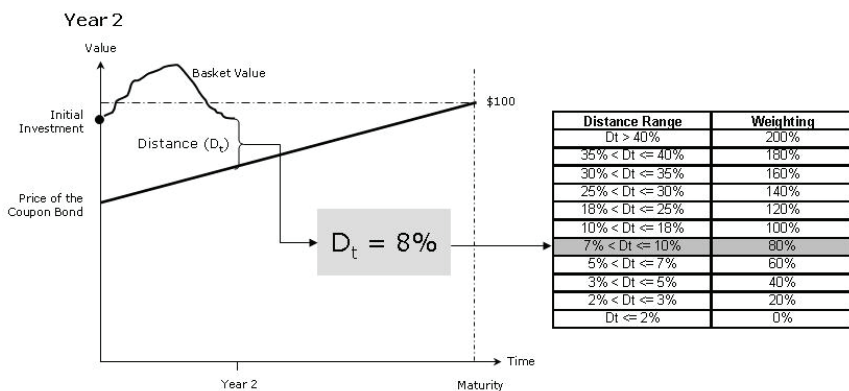 Year 2
Value
Basket Value
Initial
Investment
$100
Distance (Dt)
Price of the
Coupon Bond
Dt = 8%
Time
Year 2
Maturity
Distance Range Weighting
Dt > 40% 200%
35% < Dt <= 40% 180%
30% < Dt <= 35% 160%
25% < Dt <= 30% 140%
18% < Dt <= 25% 120%
10% < Dt <= 18% 100%
7% < Dt <= 10% 80%
5% < Dt <= 7% 60%
3% < Dt <= 5% 40%
2% < Dt <= 3% 20%
Dt <= 2% 0%